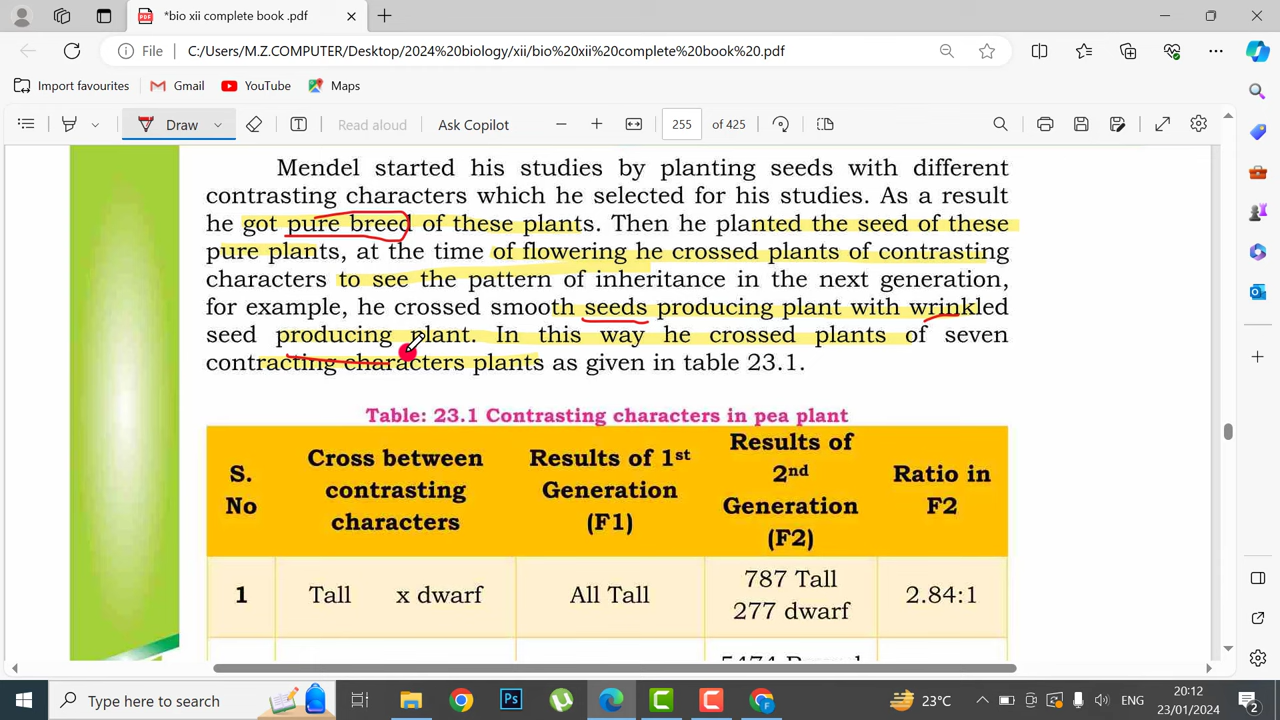 *bio xii complete book .pdf
File
C:/Users/M.Z.COMPUTER/Desktop/2024%20biology/xii/bio%20xii%20complete%20book%20.pdf
Import favourites
Gmail
YouTube
Maps
Draw
Read aloud
Ask Copilot
255
of 425
Mendel started his studies by planting seeds with different
contrasting characters which he selected for his studies. As a result
he got pure breed of these plants. Then he planted the seed of these
pure plants, at the time of flowering he crossed plants of contrasting
characters to see the pattern of inheritance in the next generation,
for example, he crossed smooth seeds producing plant with wrinkled
seed producing plant. In this way he crossed plants of seven
contracting characters plants as given in table 23.1.
Table: 23.1 Contrasting characters in pea plant
S. No
Cross between contrasting characters
Results of 1st Generation (F1)
Results of 2nd Generation (F2)
Ratio in F2
1
Tall x dwarf
All Tall
787 Tall
277 dwarf
2.84:1
Type here to search
Ps
23°C
ENG
20:12
23/01/2024
2